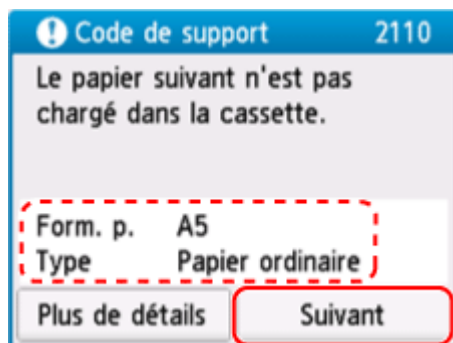 Code de support 2110
Le papier suivant n'est pas
chargé dans la cassette.
Form. p. A5
Type Papier ordinaire
Plus de détails Suivant